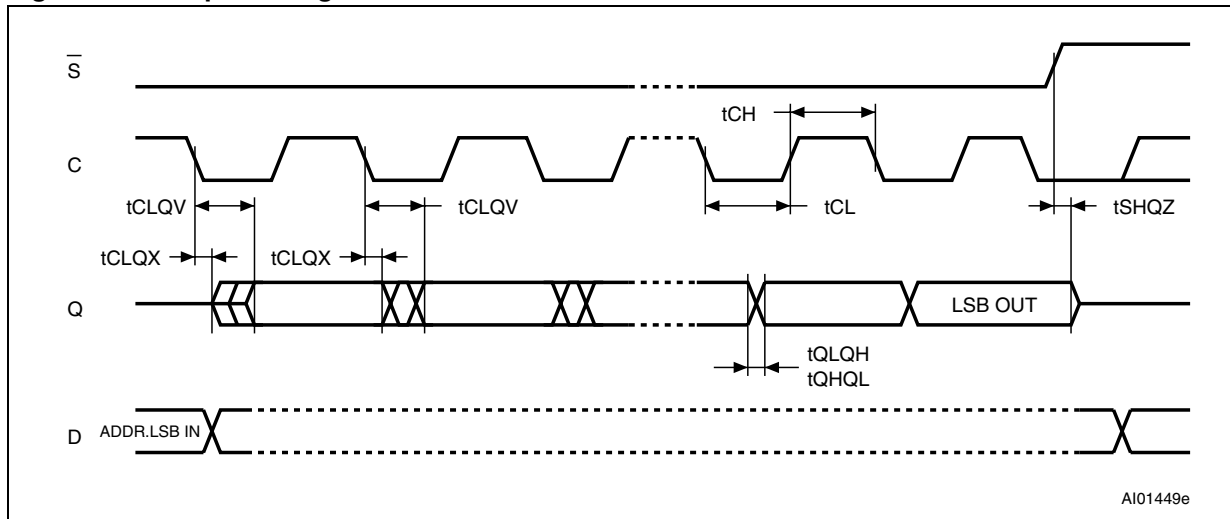 S
tCH
C
tCLQV
tCLQV
tCL
tSHQZ
tCLQX
tCLQX
Q
LSB OUT
tQLQH
tQHQL
D
ADDR.LSB IN
AI01449e